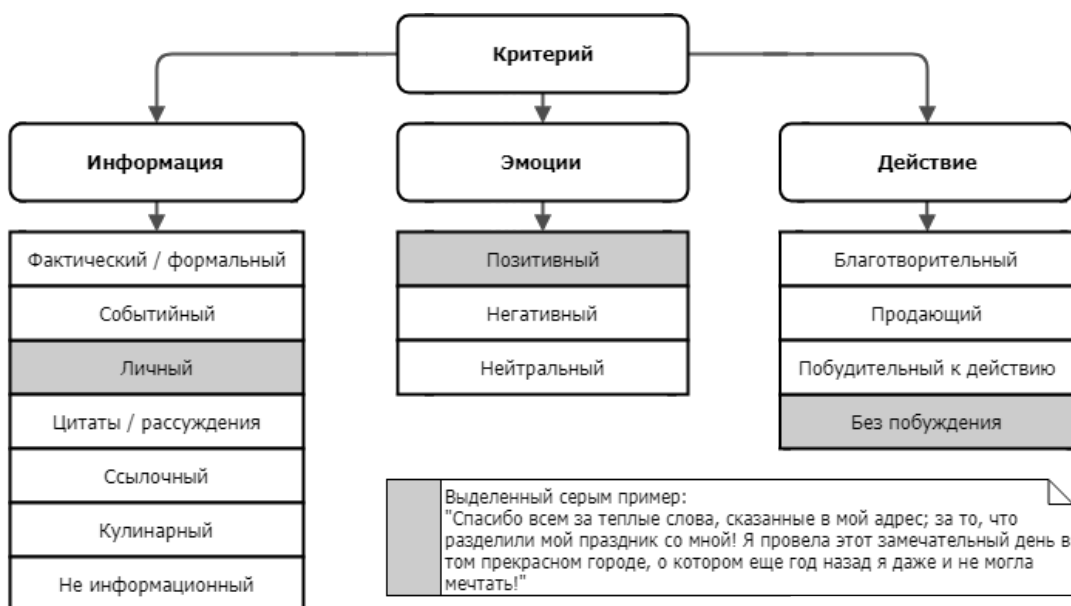 Критерий
Информация
Эмоции
Действие
Фактический / формальный
Событийный
Личный
Цитаты / рассуждения
Ссылочный
Кулинарный
Не информационный
Позитивный
Негативный
Нейтральный
Благотворительный
Продающий
Побудительный к действию
Без побуждения
Выделенный серым пример:
"Спасибо всем за теплые слова, сказанные в мой адрес; за то, что
разделили мой праздник со мной! Я провела этот замечательный день в
том прекрасном городе, о котором еще год назад я даже и не могла
мечтать!"